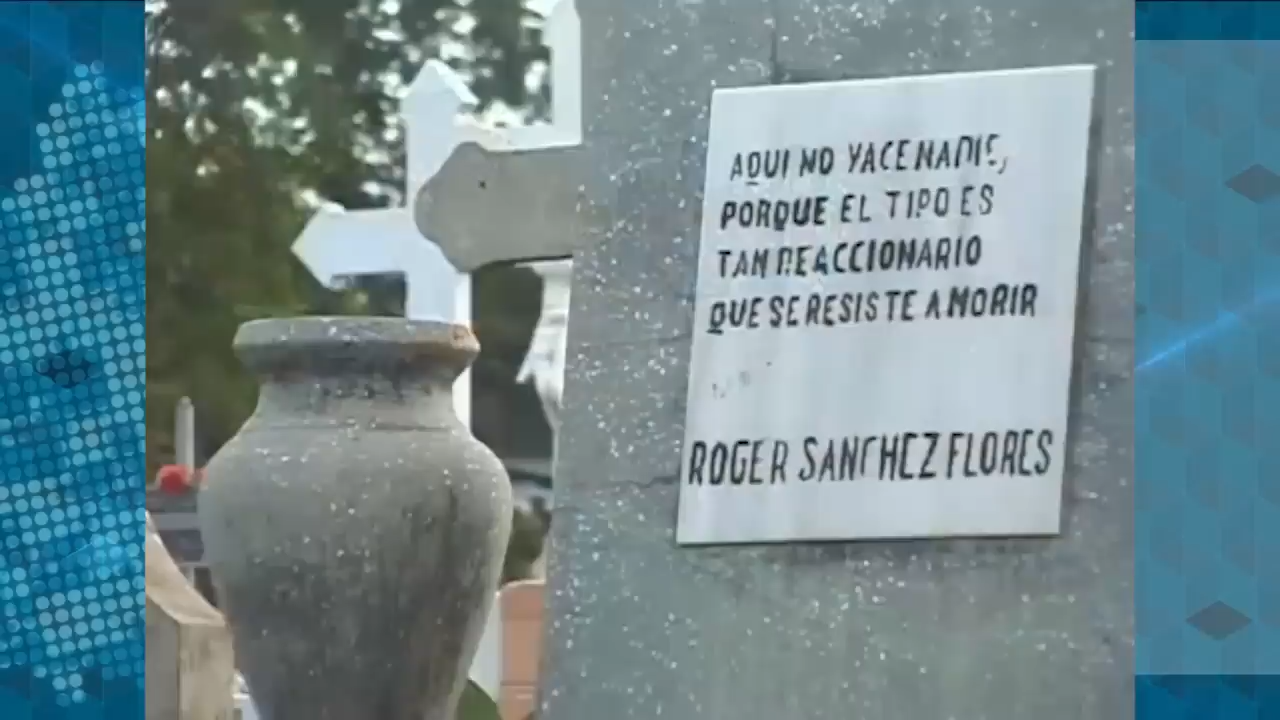 AQUI NO YACE NADIE,
PORQUE EL TIPO ES
TAN REACCIONARIO
QUE SE RESISTE A MORIR
ROGER SANCHEZ FLORES